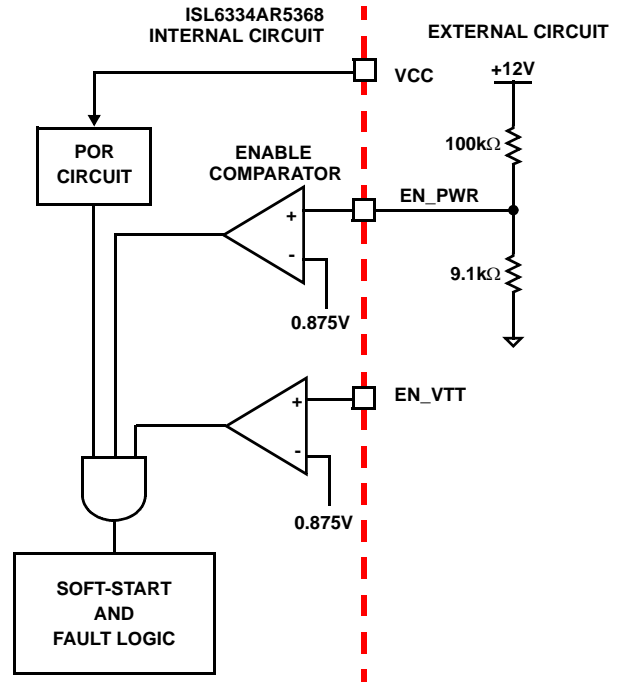 ISL6334AR5368
INTERNAL CIRCUIT
EXTERNAL CIRCUIT
VCC
+12V
POR
CIRCUIT
ENABLE
COMPARATOR
100kΩ
EN_PWR
+
-
9.1kΩ
0.875V
EN_VTT
+
-
0.875V
SOFT-START
AND
FAULT LOGIC